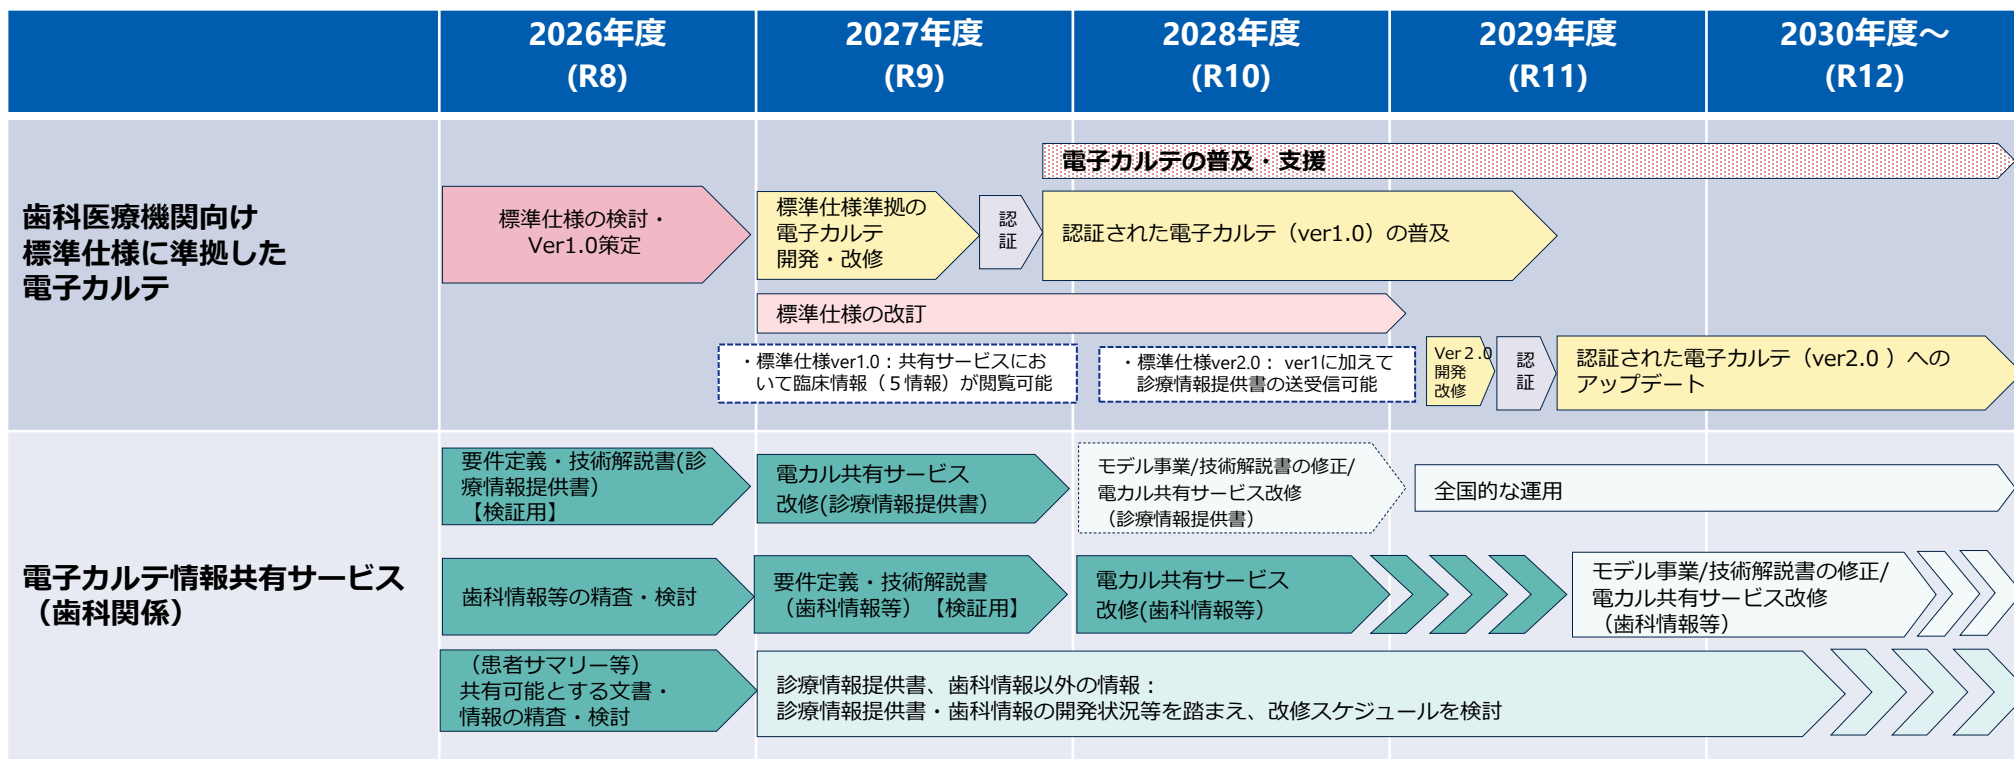 2026年度
(R8)
2027年度
(R9)
2028年度
(R10)
2029年度
(R11)
2030年度～
(R12)
歯科医療機関向け
標準仕様に準拠した
電子カルテ
電子カルテの普及・支援
標準仕様の検討・
Ver1.0策定
標準仕様準拠の
電子カルテ
開発・改修
認
証
認証された電子カルテ（ver1.0）の普及
標準仕様の改訂
・標準仕様ver1.0：共有サービスにお
いて臨床情報（５情報）が閲覧可能
・標準仕様ver2.0： ver1に加えて
診療情報提供書の送受信可能
Ver２.0
開発
改修
認
証
認証された電子カルテ（ver2.0 ）への
アップデート
電子カルテ情報共有サービス
（歯科関係）
要件定義・技術解説書(診
療情報提供書)
【検証用】
電カル共有サービス
改修(診療情報提供書)
モデル事業/技術解説書の修正/
電カル共有サービス改修
（診療情報提供書）
全国的な運用
歯科情報等の精査・検討
要件定義・技術解説書
（歯科情報等）【検証用】
電カル共有サービス
改修(歯科情報等)
モデル事業/技術解説書の修正/
電カル共有サービス改修
（歯科情報等）
（患者サマリー等）
共有可能とする文書・
情報の精査・検討
診療情報提供書、歯科情報以外の情報：
診療情報提供書・歯科情報の開発状況等を踏まえ、改修スケジュールを検討